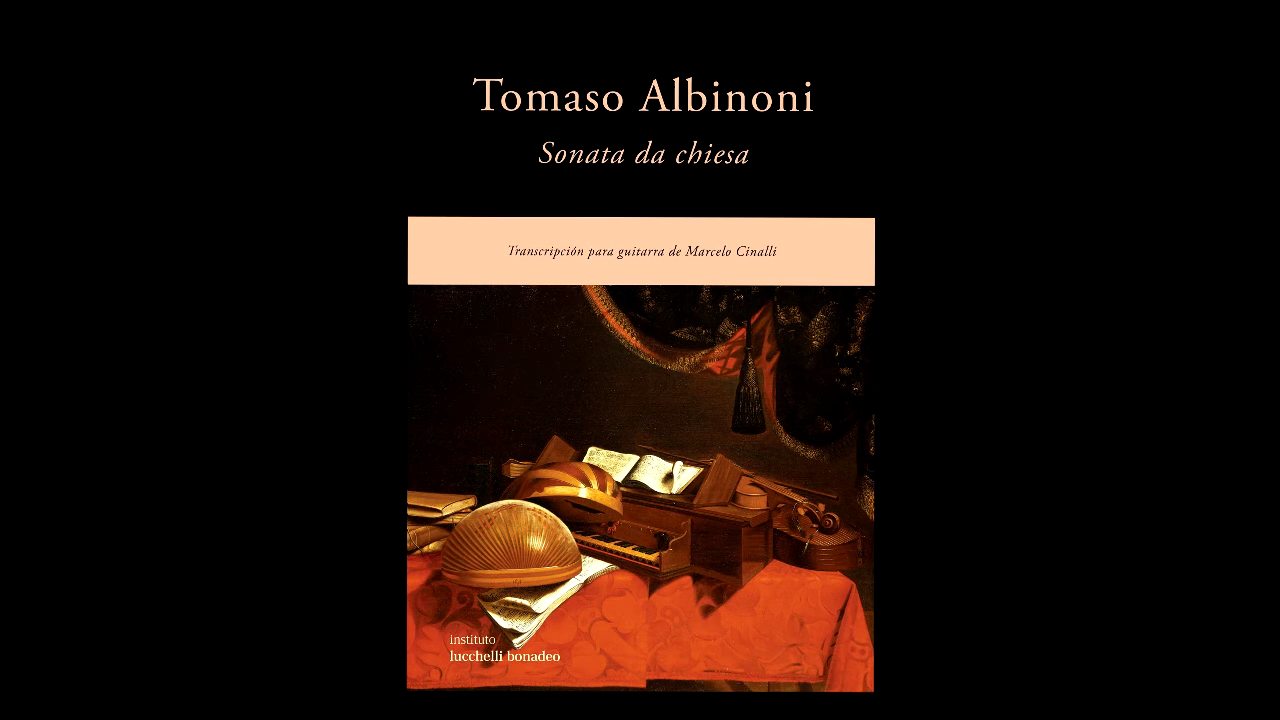 Tomaso Albinoni
Sonata da chiesa
Transcripción para guitarra de Marcelo Cinalli
instituto
lucchelli bonadeo